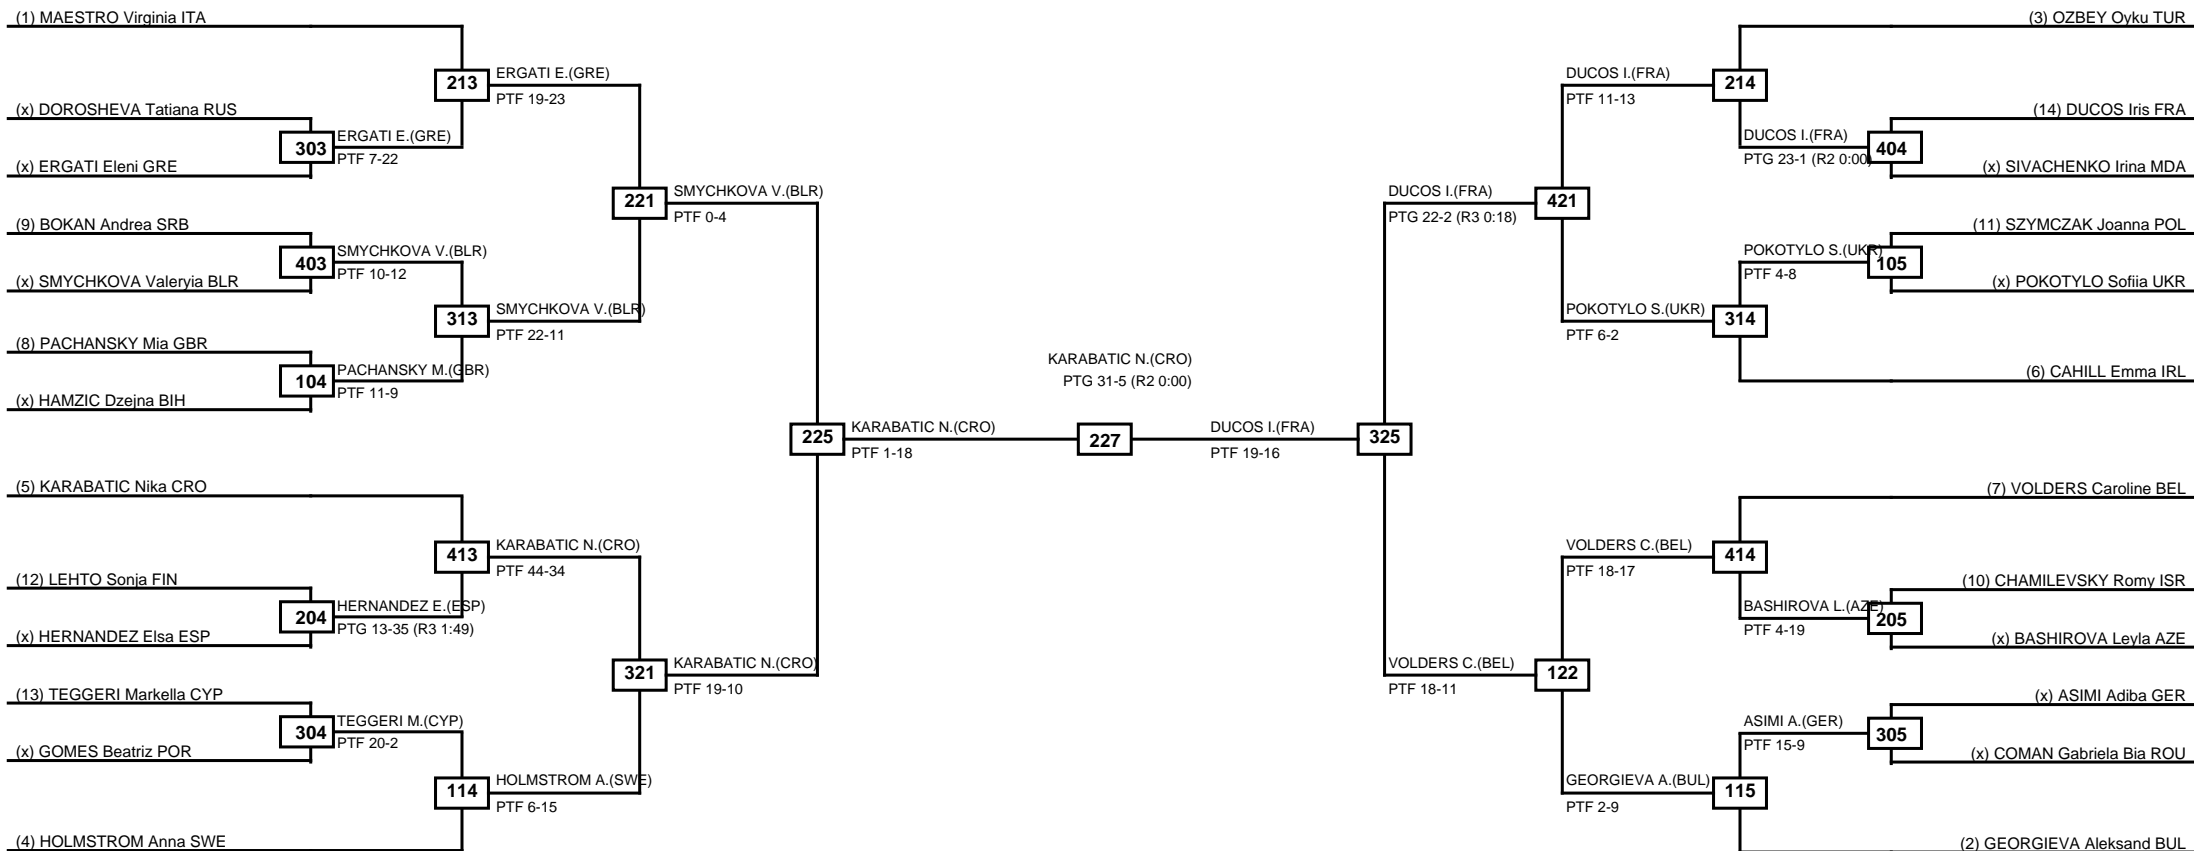 (1) MAESTRO Virginia ITA
213
ERGATI E.(GRE)
PTF 19-23
(x) DOROSHEVA Tatiana RUS
303
ERGATI E.(GRE)
PTF 7-22
(x) ERGATI Eleni GRE
221
SMYCHKOVA V.(BLR)
PTF 0-4
(9) BOKAN Andrea SRB
403
SMYCHKOVA V.(BLR)
PTF 10-12
(x) SMYCHKOVA Valeryia BLR
313
SMYCHKOVA V.(BLR)
PTF 22-11
(8) PACHANSKY Mia GBR
104
PACHANSKY M.(GBR)
PTF 11-9
(x) HAMZIC Dzejna BIH
225
KARABATIC N.(CRO)
PTF 1-18
(5) KARABATIC Nika CRO
413
KARABATIC N.(CRO)
PTF 44-34
(12) LEHTO Sonja FIN
204
HERNANDEZ E.(ESP)
PTG 13-35 (R3 1:49)
(x) HERNANDEZ Elsa ESP
321
KARABATIC N.(CRO)
PTF 19-10
(13) TEGGERI Markella CYP
304
TEGGERI M.(CYP)
PTF 20-2
(x) GOMES Beatriz POR
114
HOLMSTROM A.(SWE)
PTF 6-15
(4) HOLMSTROM Anna SWE
KARABATIC N.(CRO)
PTG 31-5 (R2 0:00)
227
DUCOS I.(FRA)
PTF 19-16
325
(3) OZBEY Oyku TUR
DUCOS I.(FRA)
PTF 11-13
214
(14) DUCOS Iris FRA
DUCOS I.(FRA)
PTG 23-1 (R2 0:00)
404
(x) SIVACHENKO Irina MDA
DUCOS I.(FRA)
PTG 22-2 (R3 0:18)
421
(11) SZYMCZAK Joanna POL
POKOTYLO S.(UKR)
PTF 4-8
105
(x) POKOTYLO Sofiia UKR
POKOTYLO S.(UKR)
PTF 6-2
314
(6) CAHILL Emma IRL
(7) VOLDERS Caroline BEL
VOLDERS C.(BEL)
PTF 18-17
414
(10) CHAMILEVSKY Romy ISR
BASHIROVA L.(AZE)
PTF 4-19
205
(x) BASHIROVA Leyla AZE
VOLDERS C.(BEL)
PTF 18-11
122
(x) ASIMI Adiba GER
ASIMI A.(GER)
PTF 15-9
305
(x) COMAN Gabriela Bia ROU
GEORGIEVA A.(BUL)
PTF 2-9
115
(2) GEORGIEVA Aleksand BUL